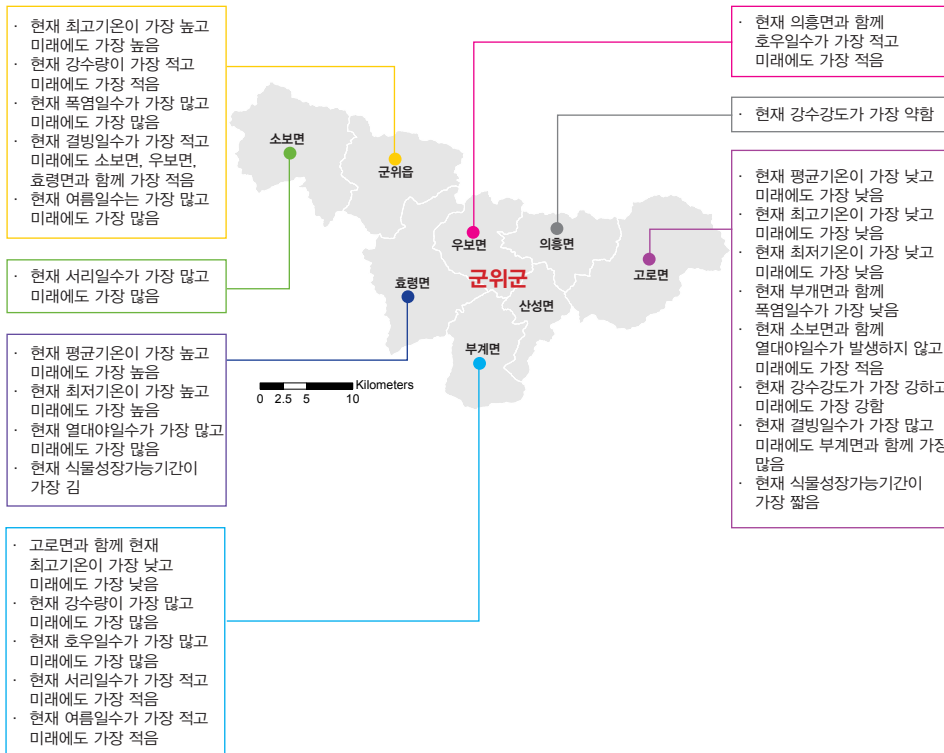 · 현재 최고기온이 가장 높고
미래에도 가장 높음
· 현재 강수량이 가장 적고
미래에도 가장 적음
· 현재 폭염일수가 가장 많고
미래에도 가장 많음
· 현재 결빙일수가 가장 적고
미래에도 소보면, 우보면,
효령면과 함께 가장 적음
· 현재 여름일수는 가장 많고
미래에도 가장 많음
· 현재 서리일수가 가장 많고
미래에도 가장 많음
· 현재 평균기온이 가장 높고
미래에도 가장 높음
· 현재 최저기온이 가장 높고
미래에도 가장 높음
· 현재 열대야일수가 가장 많고
미래에도 가장 많음
· 현재 식물성장가능기간이
가장 김
· 고로면과 함께 현재
최고기온이 가장 낮고
미래에도 가장 낮음
· 현재 강수량이 가장 많고
미래에도 가장 많음
· 현재 호우일수가 가장 많고
미래에도 가장 많음
· 현재 서리일수가 가장 적고
미래에도 가장 적음
· 현재 여름일수가 가장 적고
미래에도 가장 적음
소보면
군위읍
우보면
의흥면
고로면
효령면
군위군
산성면
부계면
Kilometers
0 2.5 5 10
· 현재 의흥면과 함께
호우일수가 가장 적고
미래에도 가장 적음
· 현재 강수강도가 가장 약함
· 현재 평균기온이 가장 낮고
미래에도 가장 낮음
· 현재 최고기온이 가장 낮고
미래에도 가장 낮음
· 현재 최저기온이 가장 낮고
미래에도 가장 낮음
· 현재 부개면과 함께
폭염일수가 가장 낮음
· 현재 소보면과 함께
열대야일수가 발생하지 않고
미래에도 가장 적음
· 현재 강수강도가 가장 강하고
미래에도 가장 강함
· 현재 결빙일수가 가장 많고
미래에도 부계면과 함께 가장
많음
· 현재 식물성장가능기간이
가장 짧음